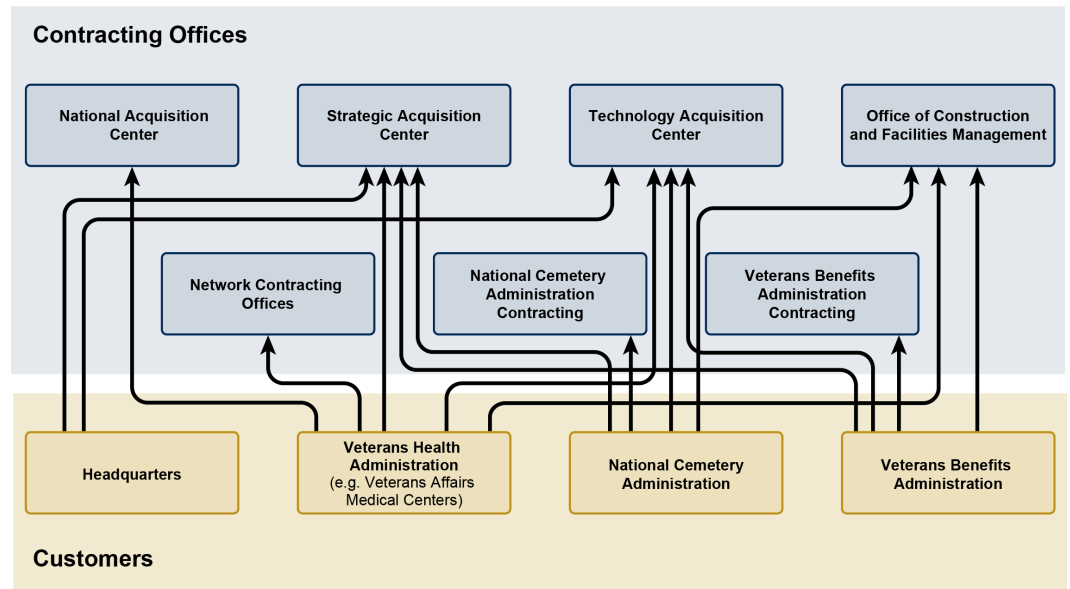 Contracting Offices
National Acquisition
Center
Strategic Acquisition
Center
Technology Acquisition
Center
Office of Construction
and Facilities Management
Network Contracting
Offices
National Cemetery
Administration
Contracting
Veterans Benefits
Administration
Contracting
Headquarters
Veterans Health
Administration
(e.g. Veterans Affairs
Medical Centers)
National Cemetery
Administration
Veterans Benefits
Administration
Customers